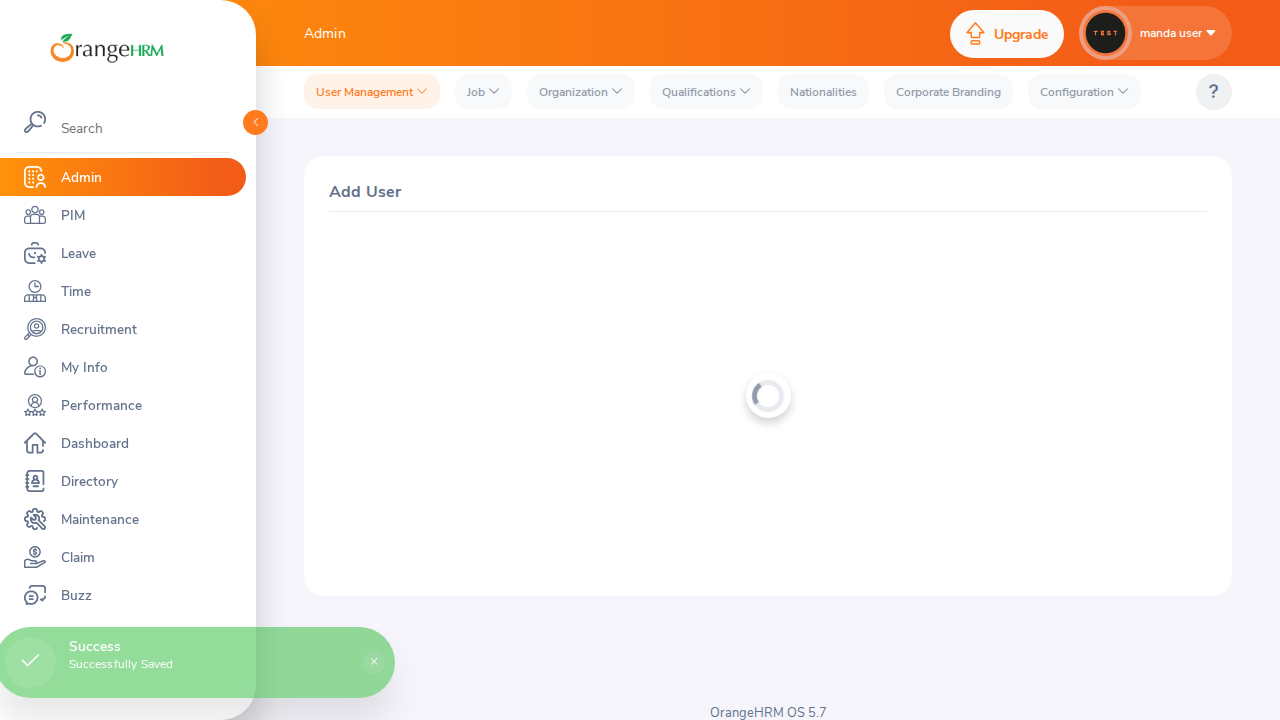 OrangeHRM
Admin
Upgrade
TEST
manda user
User Management
Job
Organization
Qualifications
Nationalities
Corporate Branding
Configuration
?
Search
Admin
PIM
Leave
Time
Recruitment
My Info
Performance
Dashboard
Directory
Maintenance
Claim
Buzz
Add User
Success
Successfully Saved
×
OrangeHRM OS 5.7